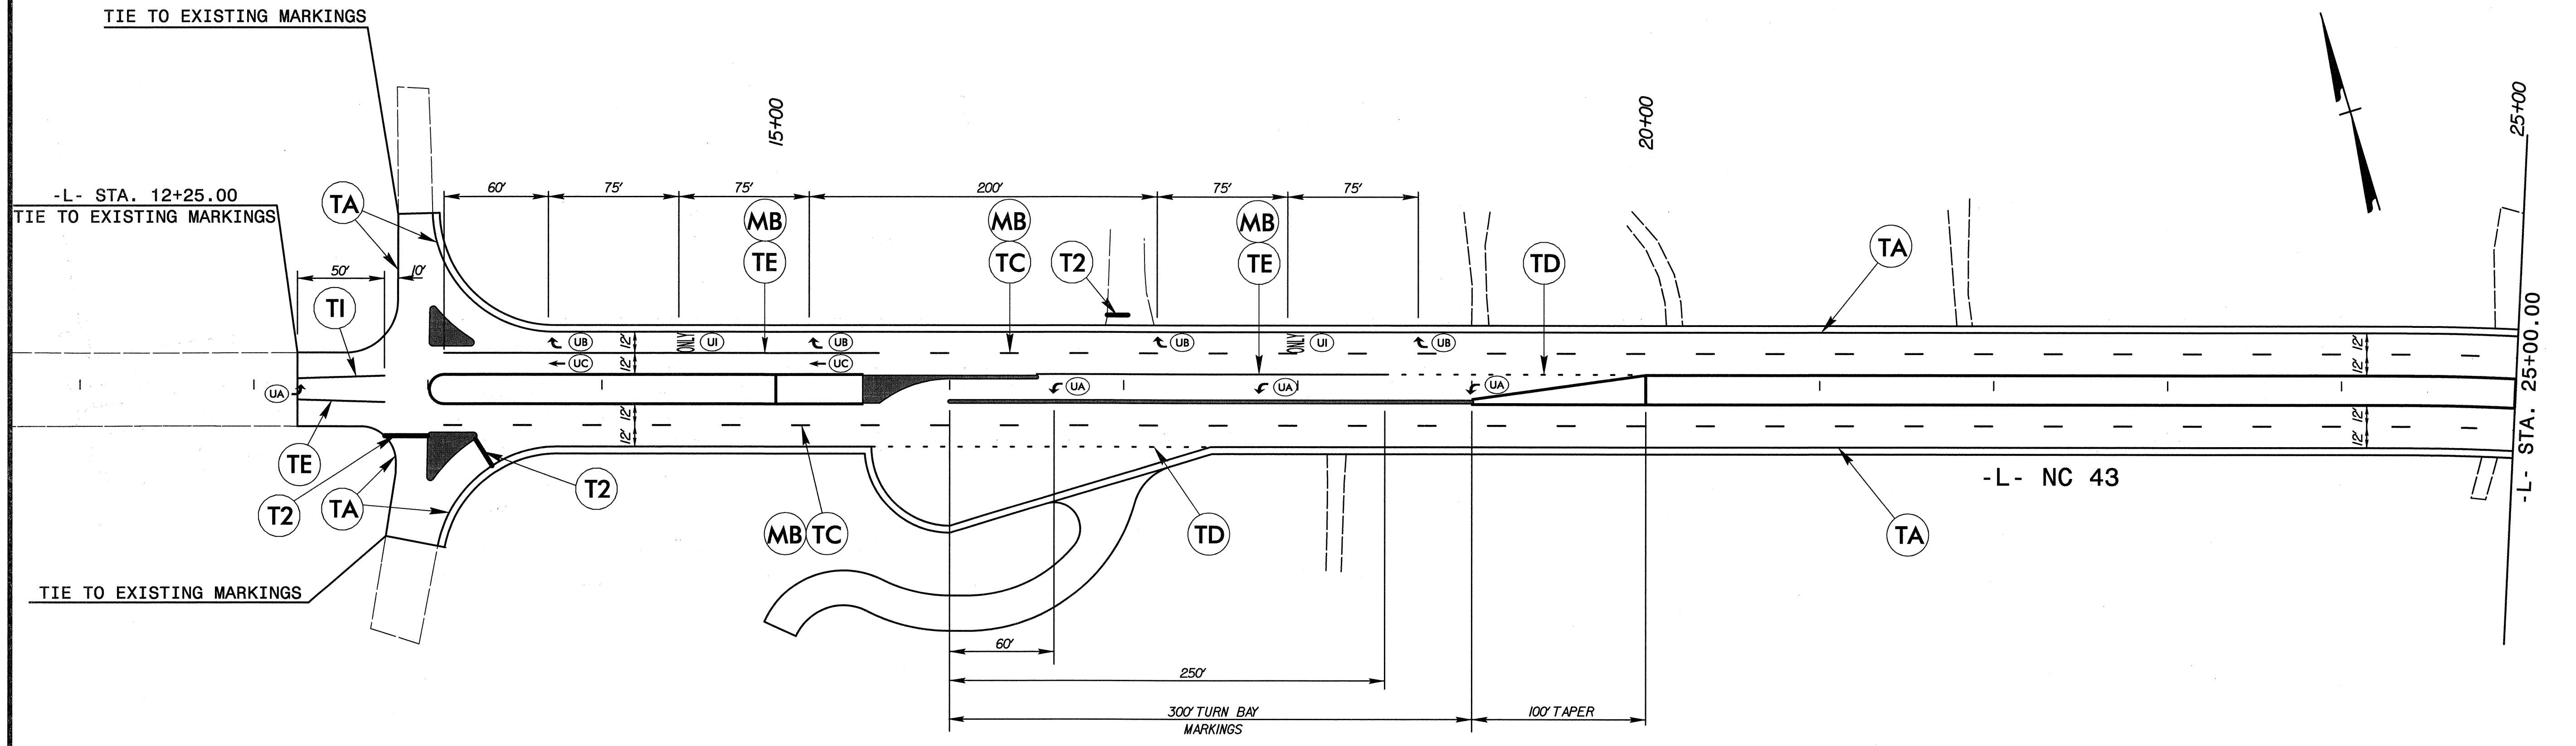 TIE TO EXISTING MARKINGS
15+00
20+00
25+00
-L- STA. 12+25.00
TIE TO EXISTING MARKINGS
TA
60'
75'
75'
200'
75'
75'
MB
MB
MB
TE
TC
T2
TE
TD
TA
50'
10'
TI
ONLY
UI
UB
UB
UB
ONLY
UI
UB
12'
12'
UC
UC
12'
12'
UA
UA
UA
UA
12'
12'
12'
12'
-L- STA. 25+00.00
TE
T2
TA
T2
MB
TC
TD
TA
-L- NC 43
TIE TO EXISTING MARKINGS
60'
250'
300' TURN BAY
MARKINGS
100' TAPER